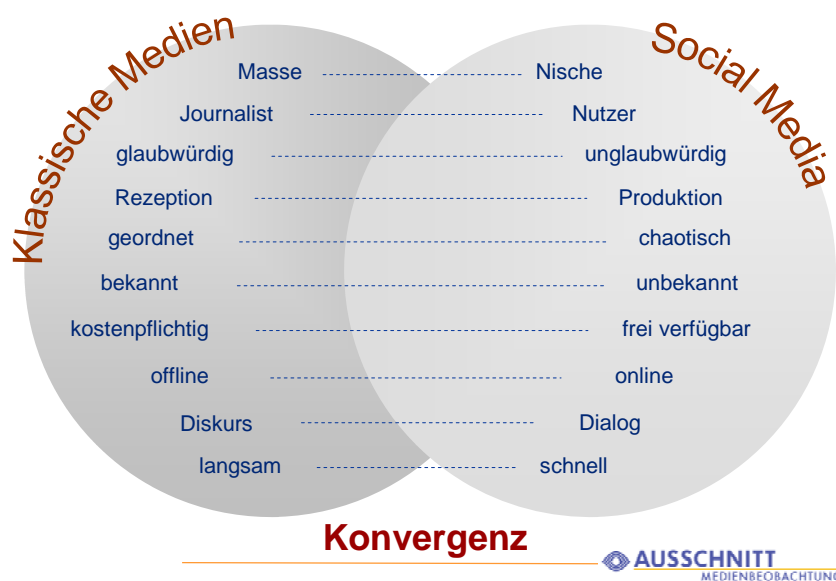 Klassische Medien
Social Media
Masse Nische
Journalist Nutzer
glaubwürdig unglaubwürdig
Rezeption Produktion
geordnet chaotisch
bekannt unbekannt
kostenpflichtig frei verfügbar
offline online
Diskurs Dialog
langsam schnell
Konvergenz
AUSSCHNITT
MEDIENBEOBACHTUNG